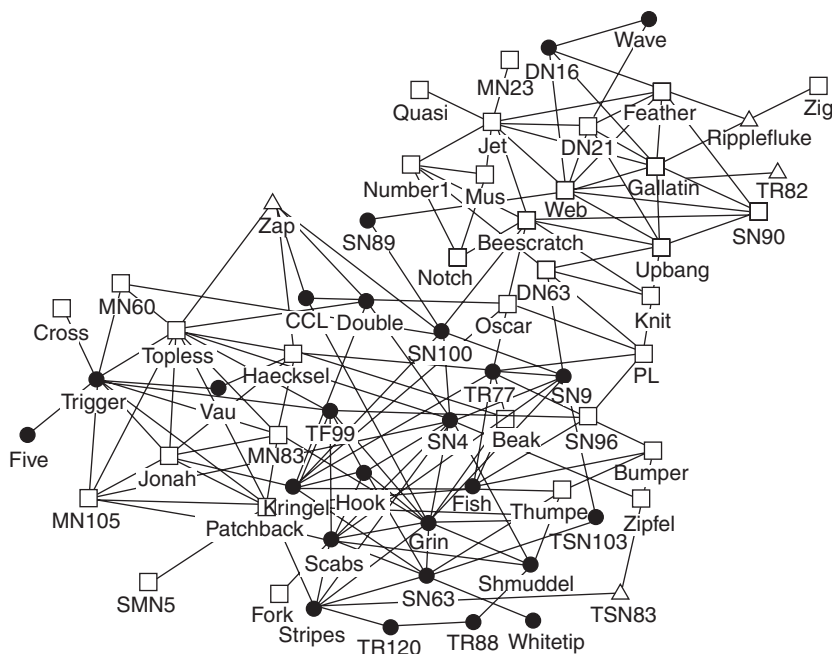 Wave
DN16
MN23
Quasi
Feather
Zig
Jet
DN21
Ripplefluke
Number1
Mus
Web
Gallatin
TR82
Zap
SN89
Beescratch
SN90
Notch
Upbang
MN60
DN63
Cross
CCL
Double
Oscar
Knit
Topless
SN100
Haecksel
TR77
SN9
PL
Trigger
Vau
TF99
SN4
Beak
SN96
Five
MN83
Jonah
Bumper
Kringel
Hook
Fish
Thumper
Zipfel
MN105
Patchback
Grin
TSN103
Scabs
Shmuddel
SMN5
Fork
SN63
TSN83
Stripes
TR120
TR88
Whitetip